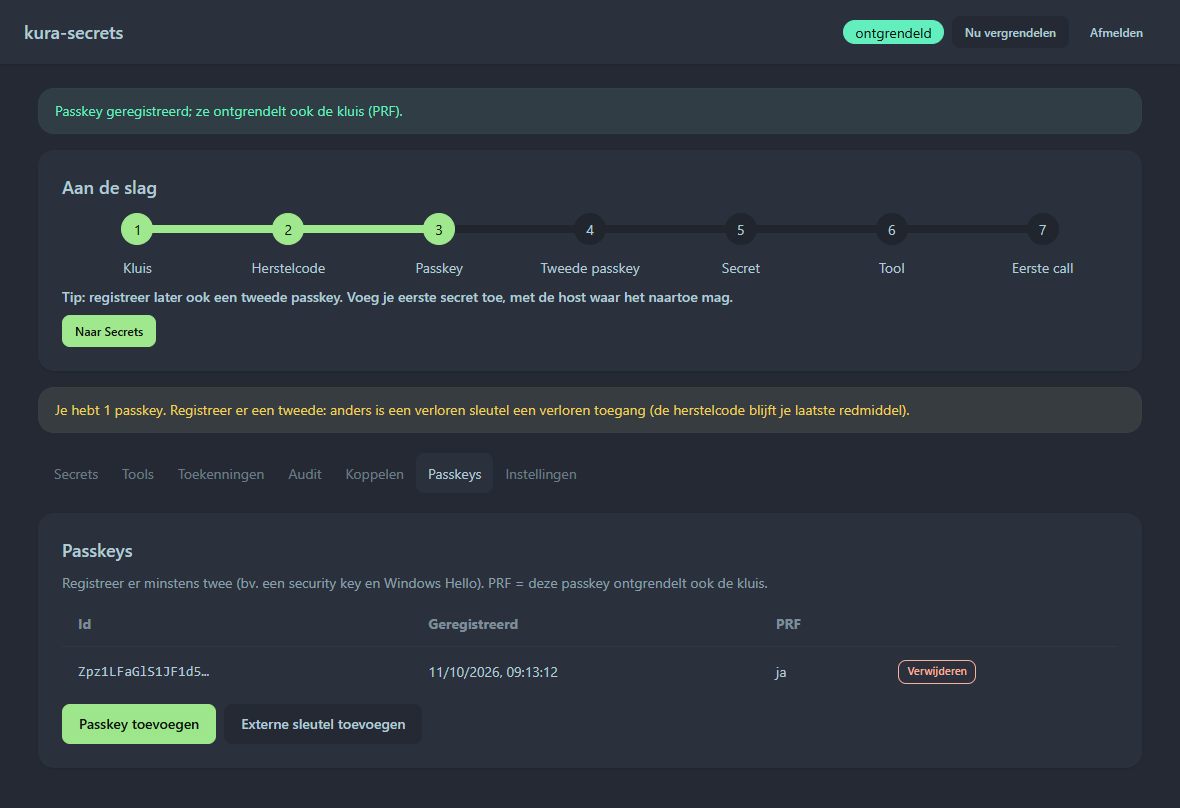 kura-secrets
ontgrendeld
Nu vergrendelen
Afmelden
Passkey geregistreerd; ze ontgrendelt ook de kluis (PRF).
Aan de slag
1
2
3
4
5
6
7
Kluis
Herstelcode
Passkey
Tweede passkey
Secret
Tool
Eerste call
Tip: registreer later ook een tweede passkey. Voeg je eerste secret toe, met de host waar het naartoe mag.
Naar Secrets
Je hebt 1 passkey. Registreer er een tweede: anders is een verloren sleutel een verloren toegang (de herstelcode blijft je laatste redmiddel).
Secrets
Tools
Toekenningen
Audit
Koppelen
Passkeys
Instellingen
Passkeys
Registreer er minstens twee (bv. een security key en Windows Hello). PRF = deze passkey ontgrendelt ook de kluis.
Id
Geregistreerd
PRF
Zpz1LFaGlS1JF1d5…
11/10/2026, 09:13:12
ja
Verwijderen
Passkey toevoegen
Externe sleutel toevoegen